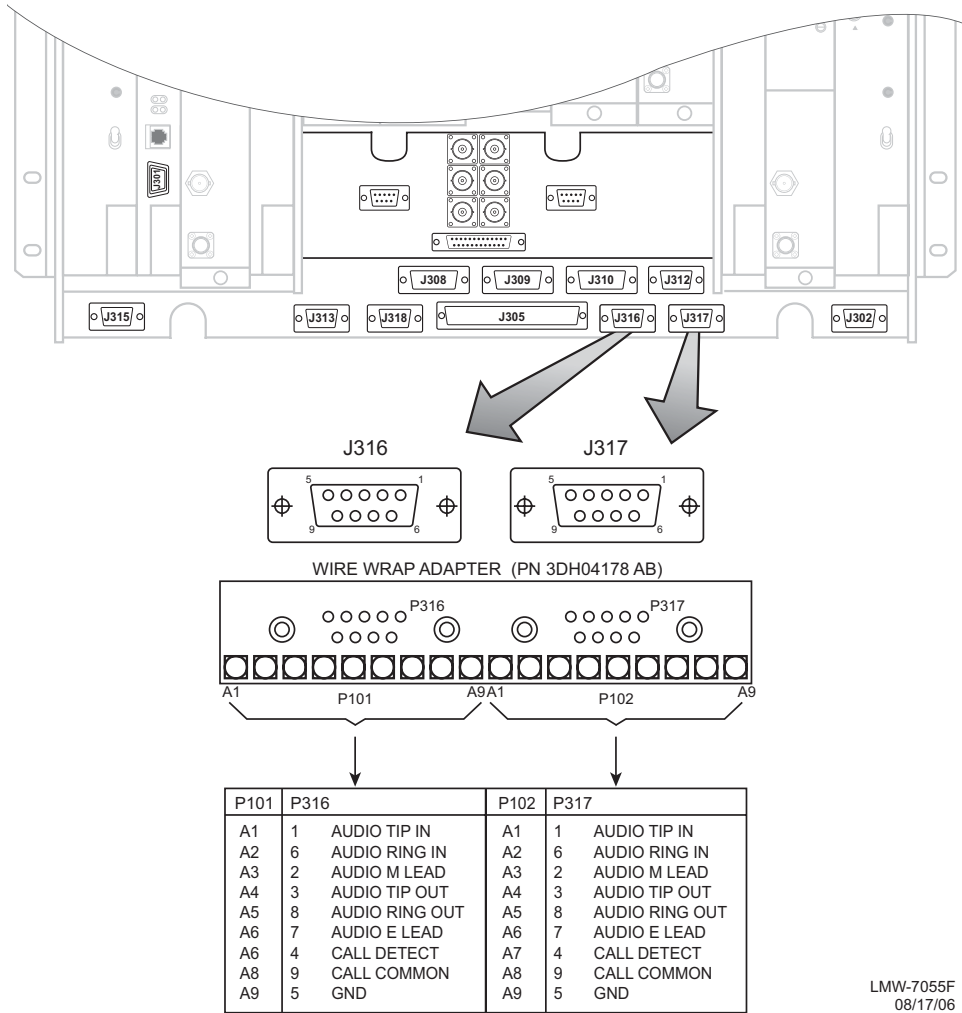 J301
J308 J309 J310 J312
J315 J313 J318 J305 J316 J317 J302
J316 J317
5 1 5 1
9 6 9 6
WIRE WRAP ADAPTER (PN 3DH04178 AB)
P316 P317
A1 P101 A9 A1 P102 A9
P101 P316 P102 P317
A1 1 AUDIO TIP IN A1 1 AUDIO TIP IN
A2 6 AUDIO RING IN A2 6 AUDIO RING IN
A3 2 AUDIO M LEAD A3 2 AUDIO M LEAD
A4 3 AUDIO TIP OUT A4 3 AUDIO TIP OUT
A5 8 AUDIO RING OUT A5 8 AUDIO RING OUT
A6 7 AUDIO E LEAD A6 7 AUDIO E LEAD
A6 4 CALL DETECT A7 4 CALL DETECT
A8 9 CALL COMMON A8 9 CALL COMMON
A9 5 GND A9 5 GND
LMW-7055F
08/17/06